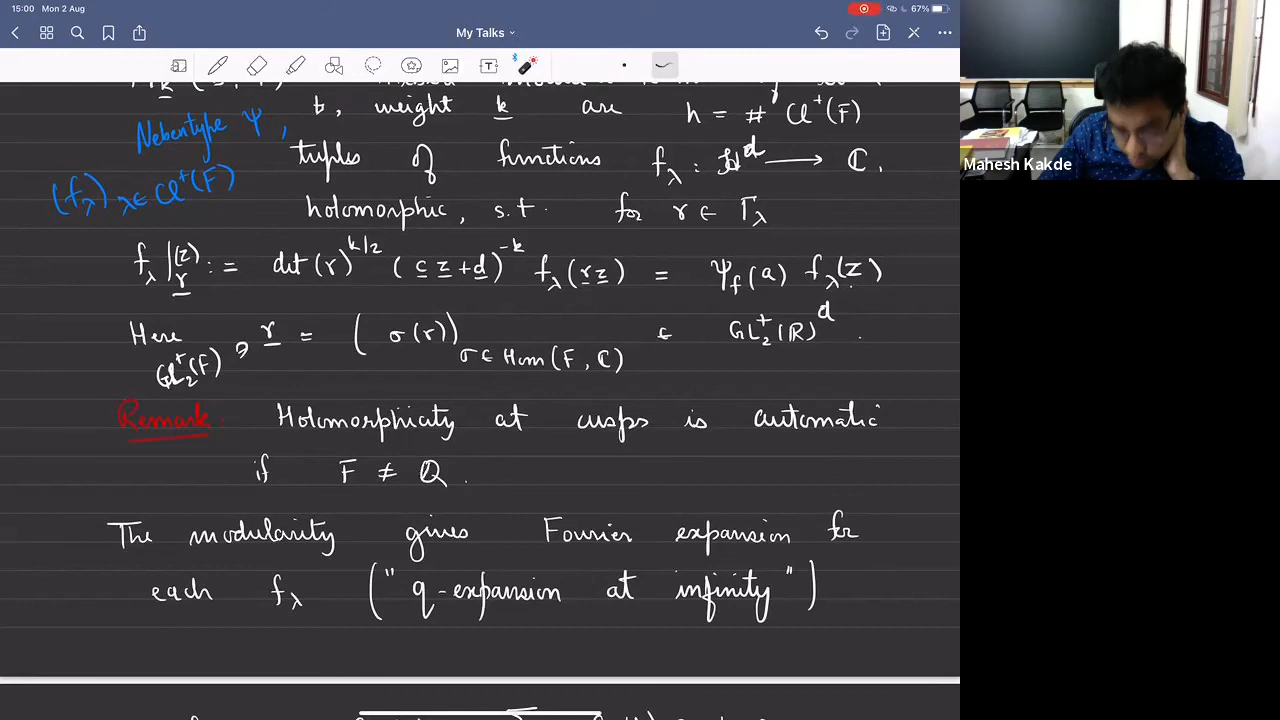 15:00 Mon 2 Aug
67%
My Talks
b, weight k are h = # Cl⁺(F)
Nebentype ψ,
tuples of functions f_λ : ℍ^d ⟶ ℂ.
(f_λ)_{λ∈Cl⁺(F)}
holomorphic, s.t. for γ ∈ Γ_λ
f_λ|_γ(z) := det(γ)^{k/2} (c z + d)^{-k} f_λ(γz) = ψ_f(a) f_λ(z)
Here γ = (σ(γ))_{σ∈Hom(F, ℂ)} ∈ GL₂⁺(ℝ)^d.
GL₂⁺(F) ∋
Remark. Holomorphicity at cusps is automatic
if F ≠ ℚ.
The modularity gives Fourier expansion for
each f_λ ("q-expansion at infinity")
Mahesh Kakde